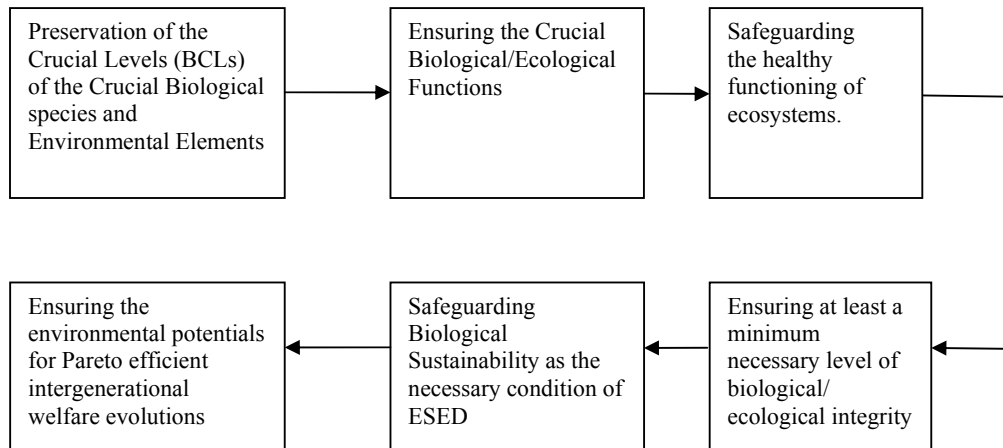 Preservation of the
Crucial Levels (BCLs)
of the Crucial Biological
species and
Environmental Elements
Ensuring the Crucial
Biological/Ecological
Functions
Safeguarding
the healthy
functioning of
ecosystems.
Ensuring at least a
minimum
necessary level of
biological/
ecological integrity
Safeguarding
Biological
Sustainability as the
necessary condition of
ESED
Ensuring the
environmental potentials
for Pareto efficient
intergenerational
welfare evolutions